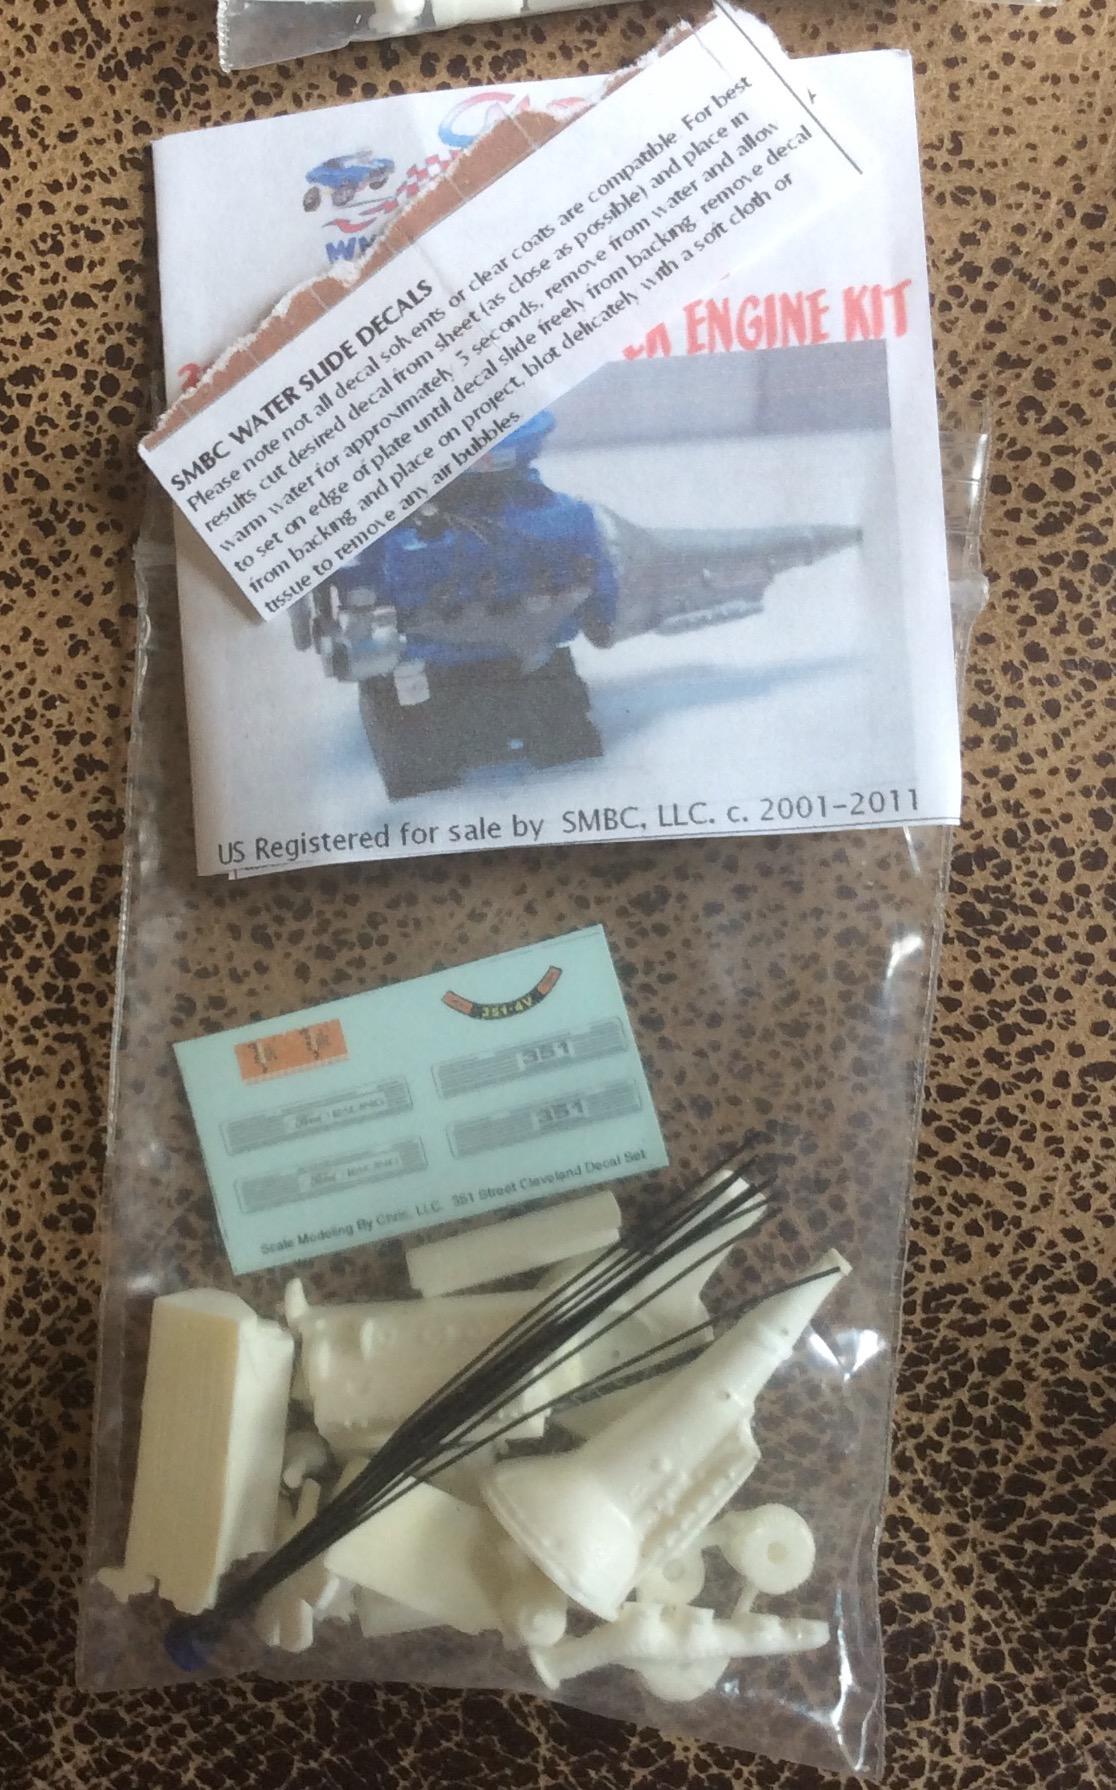 SMBC WATER SLIDE DECALS
Please note not all decal solvents or clear coats are compatible For best
results cut desired decal from sheet (as close as possible) and place in
warm water for approximately 5 seconds, remove from water and allow
to set on edge of plate until decal slide freely from backing remove decal
from backing and place on project, blot delicately with a soft cloth or
tissue to remove any air bubbles
ENGINE KIT
US Registered for sale by SMBC, LLC. c. 2001-2011
351-4V
351
351
Scale Modeling By Chris, LLC. 351 Street Cleveland Decal Set